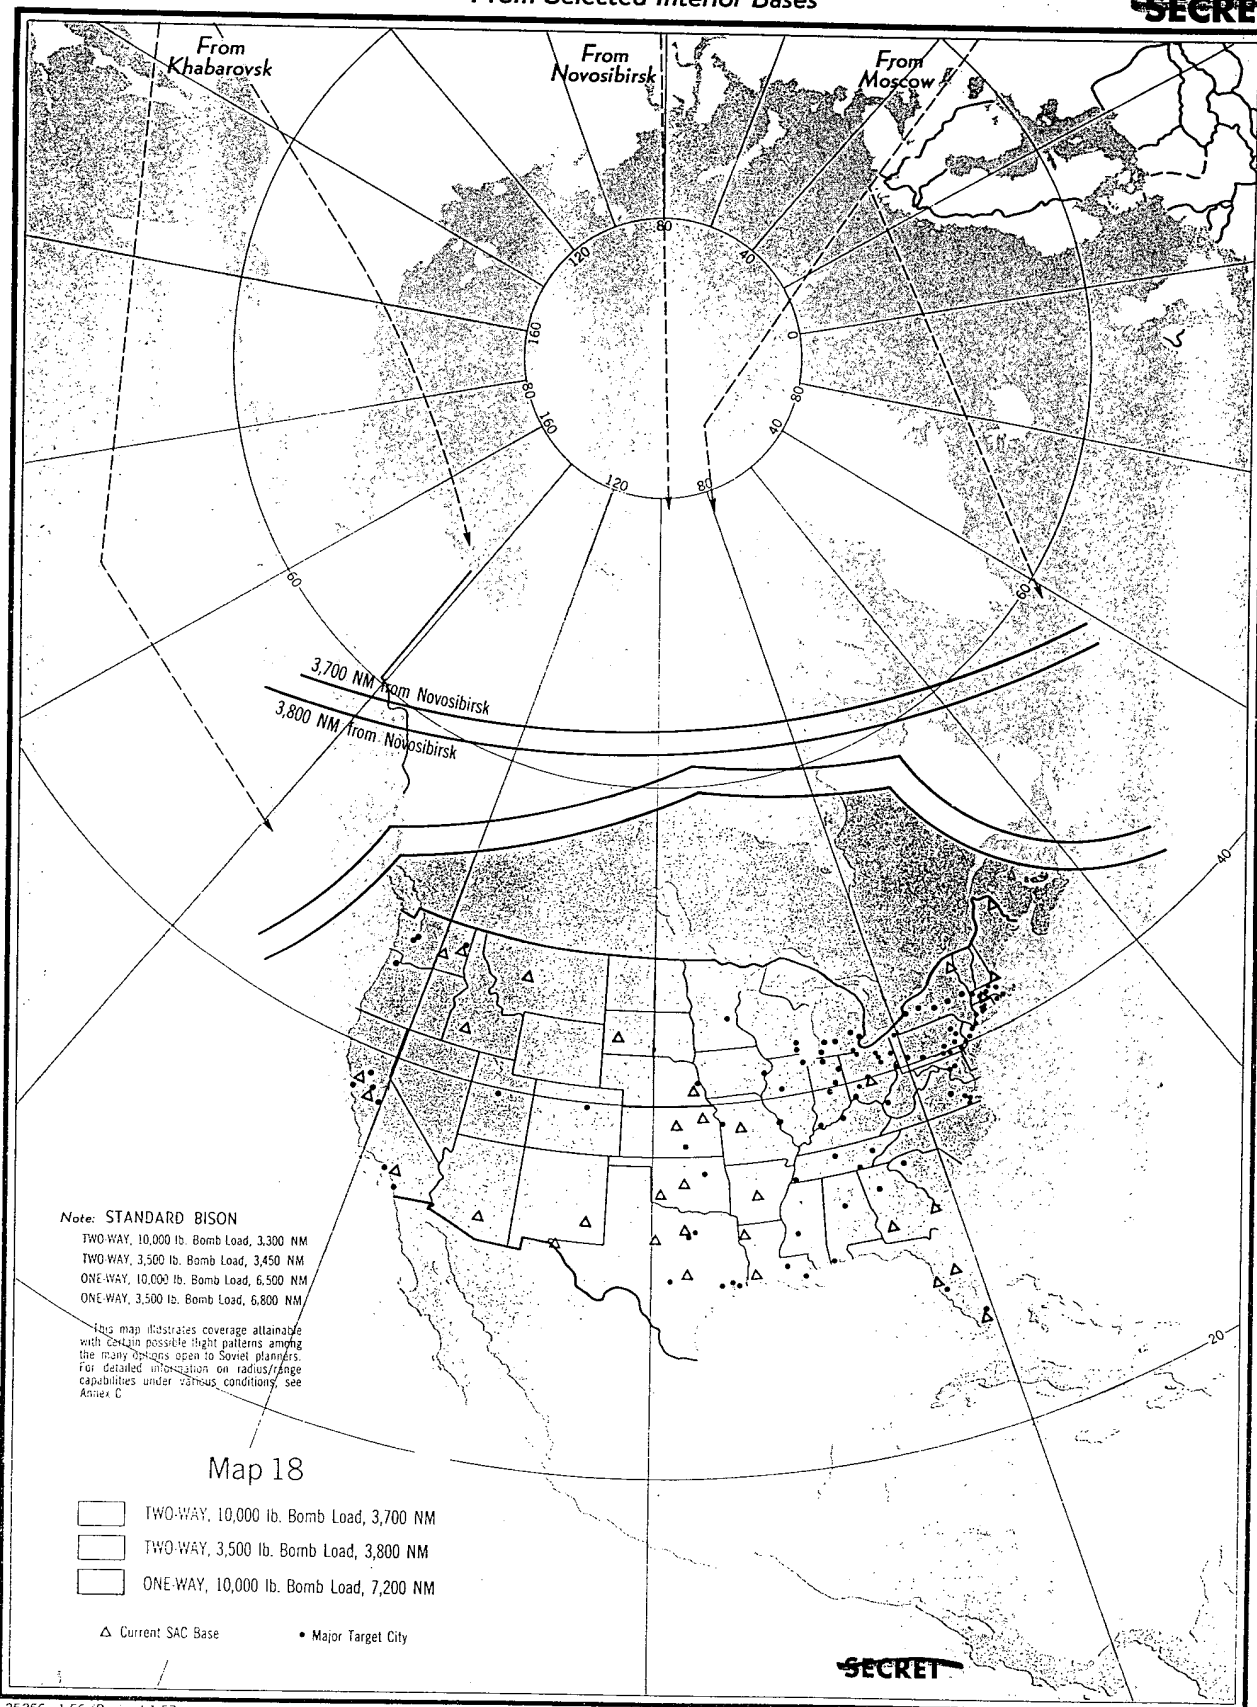 From Selected Interior Bases
SECRE
From
Khabarovsk
From
Novosibirsk
From
Moscow
80
120
40
160
0
80
80
160
40
120
80
60
60
3,700 NM from Novosibirsk
3,800 NM from Novosibirsk
40
Note: STANDARD BISON
TWO-WAY, 10,000 lb. Bomb Load, 3,300 NM
TWO-WAY, 3,500 lb. Bomb Load, 3,450 NM
ONE-WAY, 10,000 lb. Bomb Load, 6,500 NM
ONE-WAY, 3,500 lb. Bomb Load, 6,800 NM
This map illustrates coverage attainable
with certain possible flight patterns among
the many options open to Soviet planners.
For detailed information on radius/range
capabilities under various conditions, see
Annex C
20
Map 18
TWO-WAY, 10,000 lb. Bomb Load, 3,700 NM
TWO-WAY, 3,500 lb. Bomb Load, 3,800 NM
ONE-WAY, 10,000 lb. Bomb Load, 7,200 NM
Current SAC Base
Major Target City
SECRET